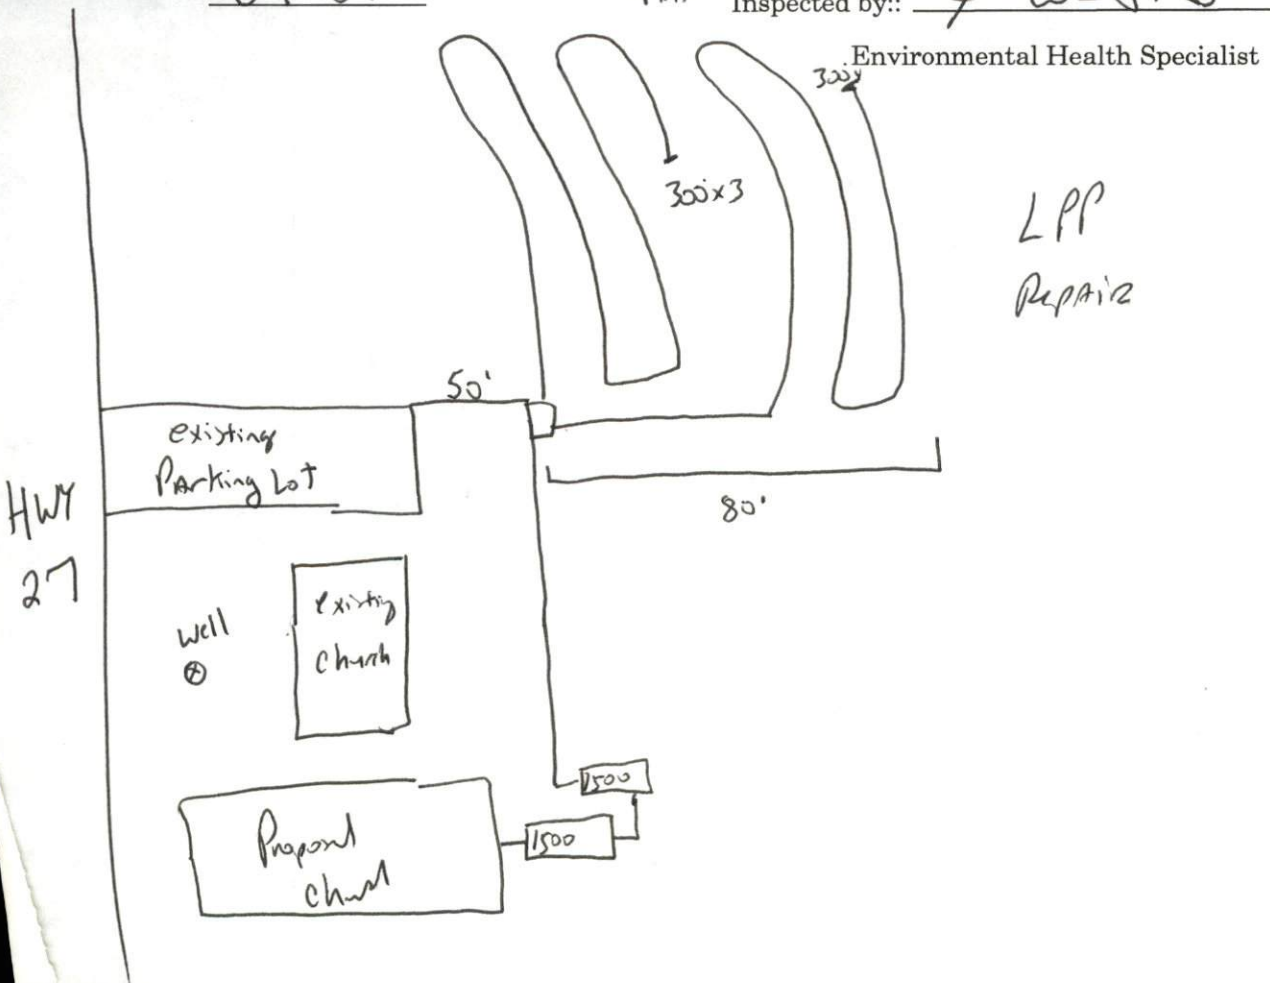 Inspected by::
Environmental Health Specialist
300'x3
LPP
Repair
50'
existing
Parking Lot
80'
HWY
27
well
existing
Church
1500
1500
Proposed
Church